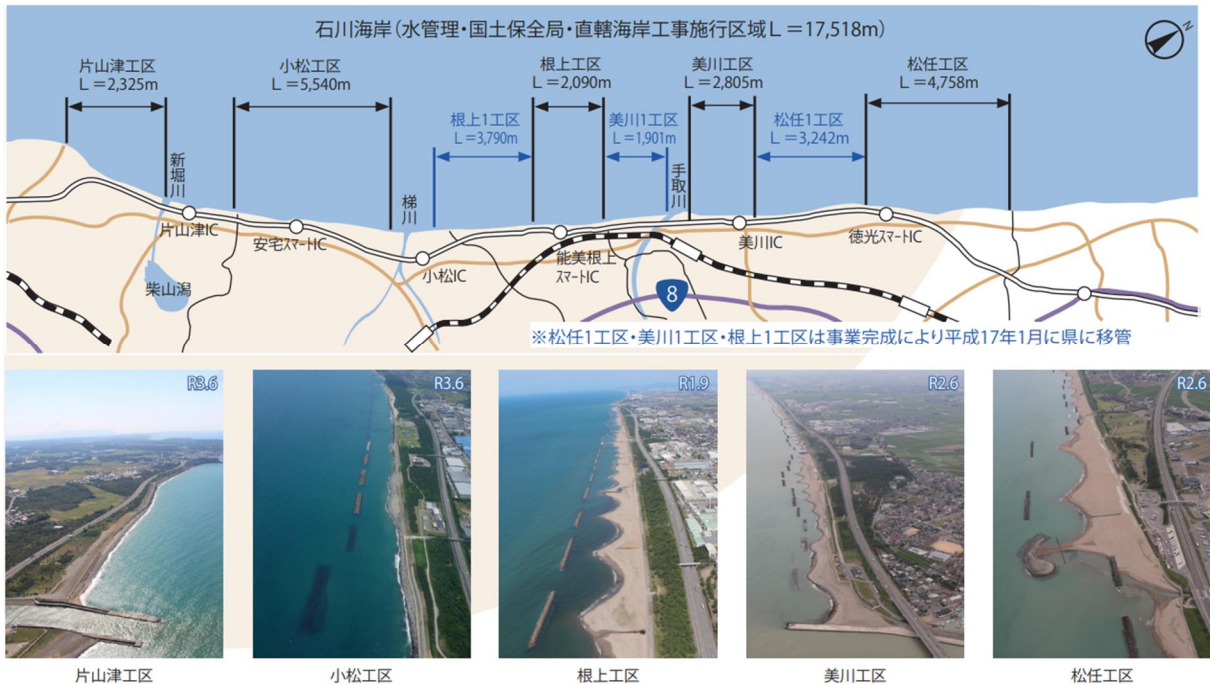 石川海岸(水管理・国土保全局・直轄海岸工事施行区域L=17,518m)
N
片山津工区
L=2,325m
小松工区
L=5,540m
根上工区
L=2,090m
美川工区
L=2,805m
松任工区
L=4,758m
根上1工区
L=3,790m
美川1工区
L=1,901m
松任1工区
L=3,242m
新堀川
梯川
手取川
片山津IC
安宅スマートIC
小松IC
能美根上
スマートIC
美川IC
徳光スマートIC
柴山潟
8
※松任1工区・美川1工区・根上1工区は事業完成により平成17年1月に県に移管
R3.6
R3.6
R1.9
R2.6
R2.6
片山津工区
小松工区
根上工区
美川工区
松任工区